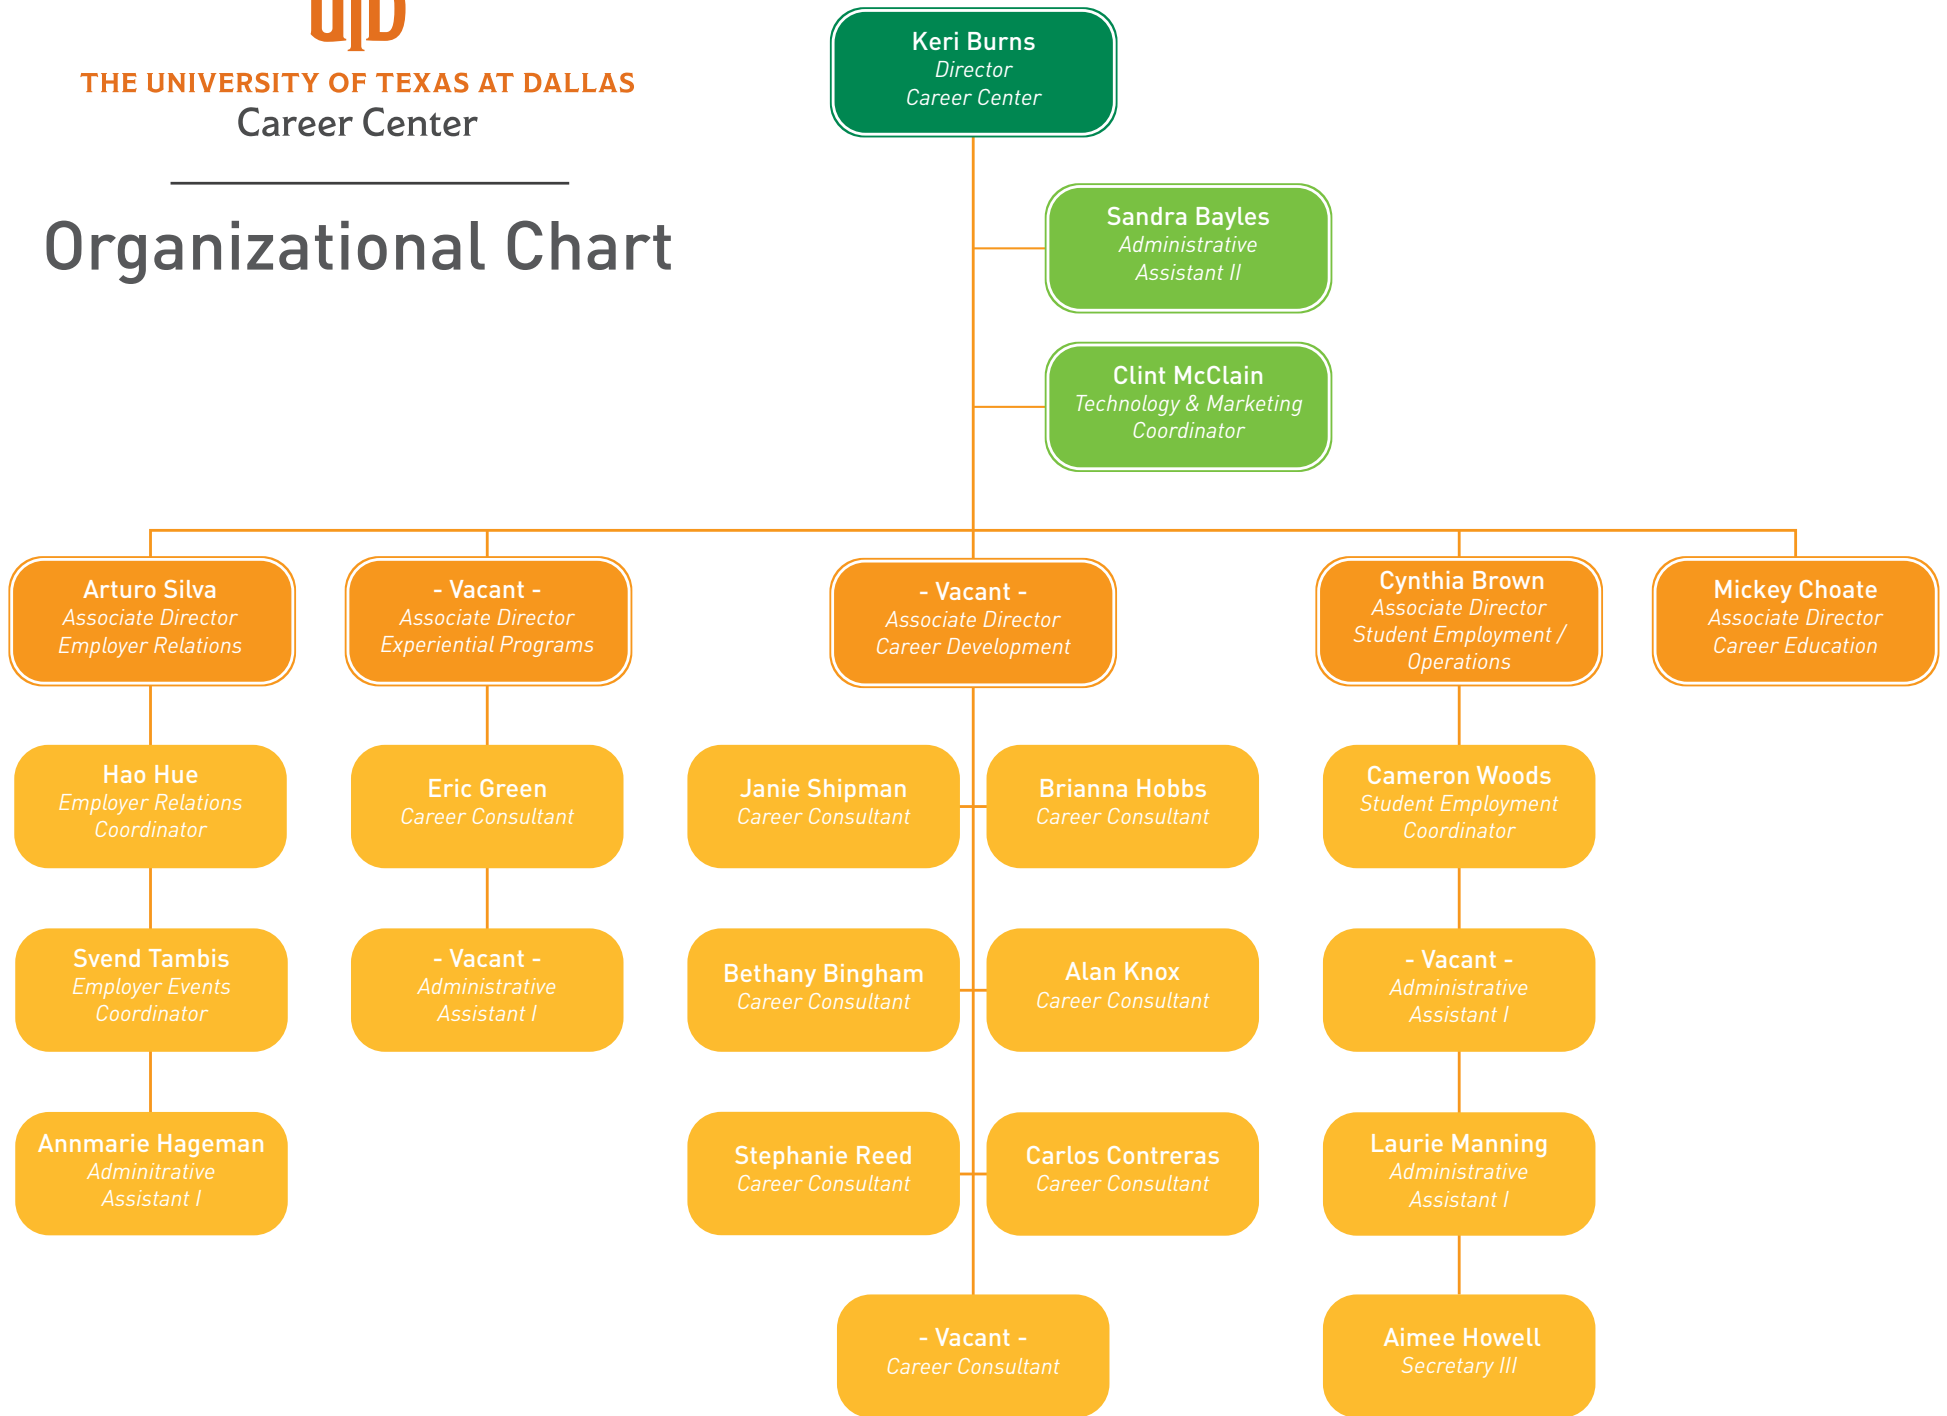 UTD
THE UNIVERSITY OF TEXAS AT DALLAS
Career Center
Organizational Chart
Keri Burns
Director
Career Center
Sandra Bayles
Administrative
Assistant II
Clint McClain
Technology & Marketing
Coordinator
Arturo Silva
Associate Director
Employer Relations
- Vacant -
Associate Director
Experiential Programs
- Vacant -
Associate Director
Career Development
Cynthia Brown
Associate Director
Student Employment /
Operations
Mickey Choate
Associate Director
Career Education
Hao Hue
Employer Relations
Coordinator
Eric Green
Career Consultant
Janie Shipman
Career Consultant
Brianna Hobbs
Career Consultant
Cameron Woods
Student Employment
Coordinator
Svend Tambis
Employer Events
Coordinator
- Vacant -
Administrative
Assistant I
Bethany Bingham
Career Consultant
Alan Knox
Career Consultant
- Vacant -
Administrative
Assistant I
Annmarie Hageman
Adminitrative
Assistant I
Stephanie Reed
Career Consultant
Carlos Contreras
Career Consultant
Laurie Manning
Administrative
Assistant I
- Vacant -
Career Consultant
Aimee Howell
Secretary III